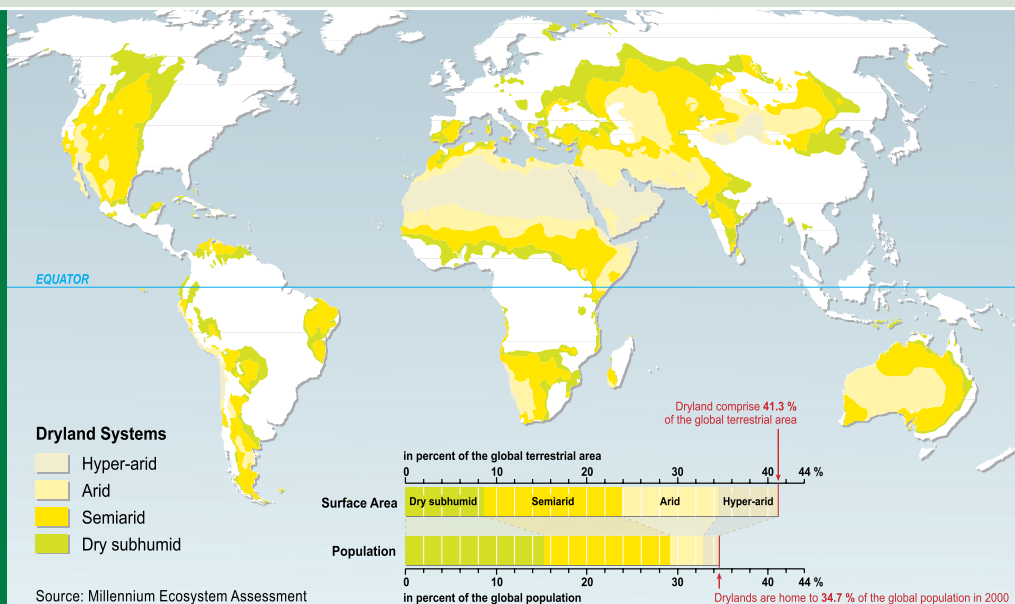 EQUATOR
Dryland Systems
Hyper-arid
Arid
Semiarid
Dry subhumid
Source: Millennium Ecosystem Assessment
Dryland comprise 41.3 %
of the global terrestrial area
in percent of the global terrestrial area
0 10 20 30 40 44 %
Surface Area Dry subhumid Semiarid Arid Hyper-arid
Population
0 10 20 30 40 44 %
in percent of the global population
Drylands are home to 34.7 % of the global population in 2000